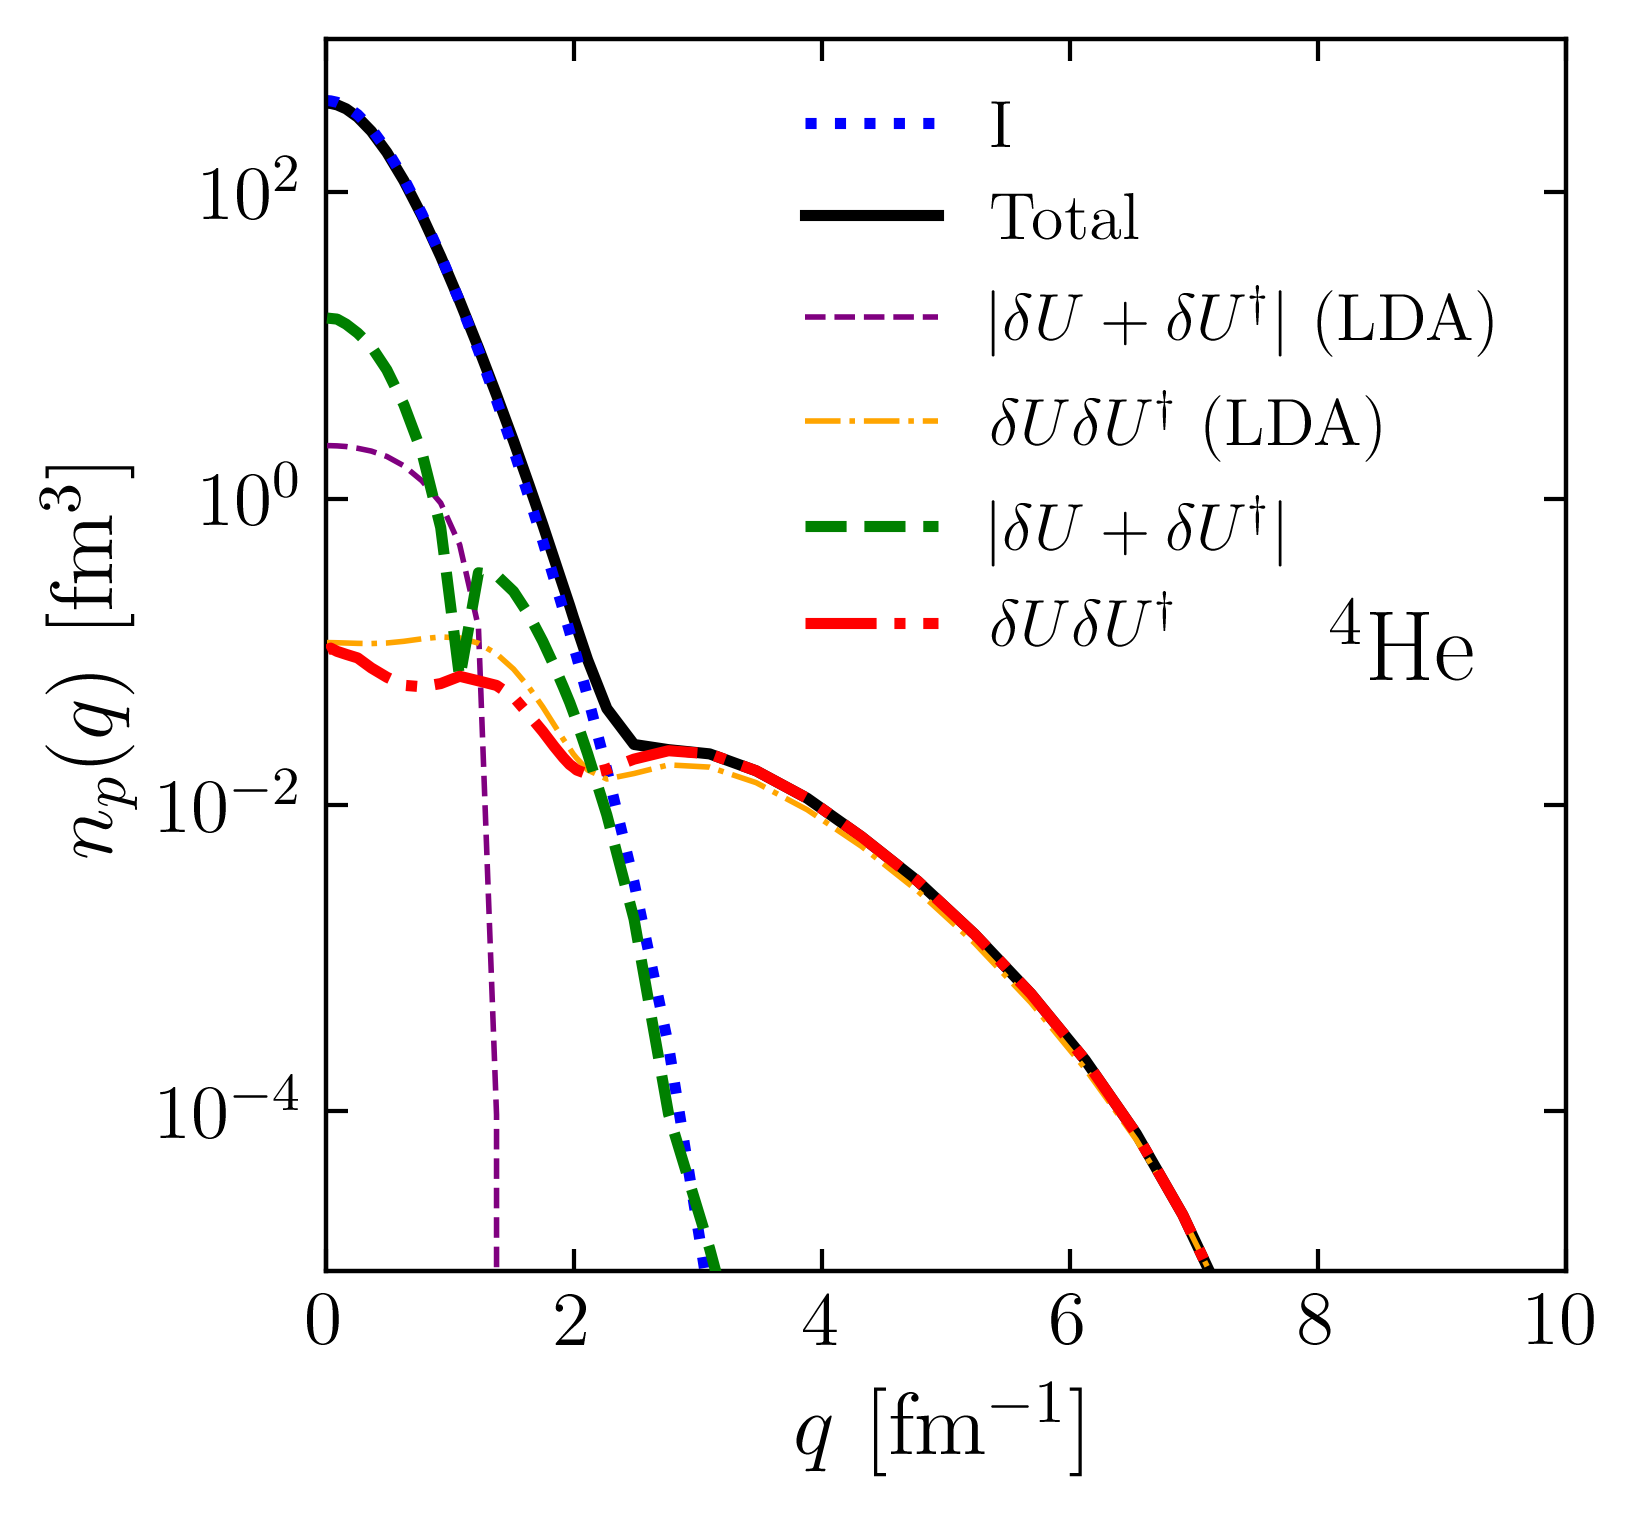 I
Total
|δU + δU†| (LDA)
δUδU† (LDA)
|δU + δU†|
δUδU†
⁴He
nₚ(q) [fm³]
10²
10⁰
10⁻²
10⁻⁴
0 2 4 6 8 10
q [fm⁻¹]